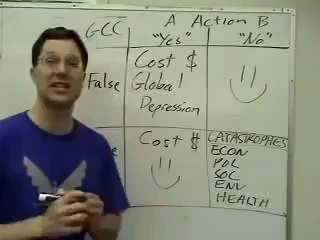 A Action B
GCC "Yes" "No"
False
Cost $
Global
Depression
Cost $
CATASTROPHES
ECON
POL
SOC
ENV
HEALTH